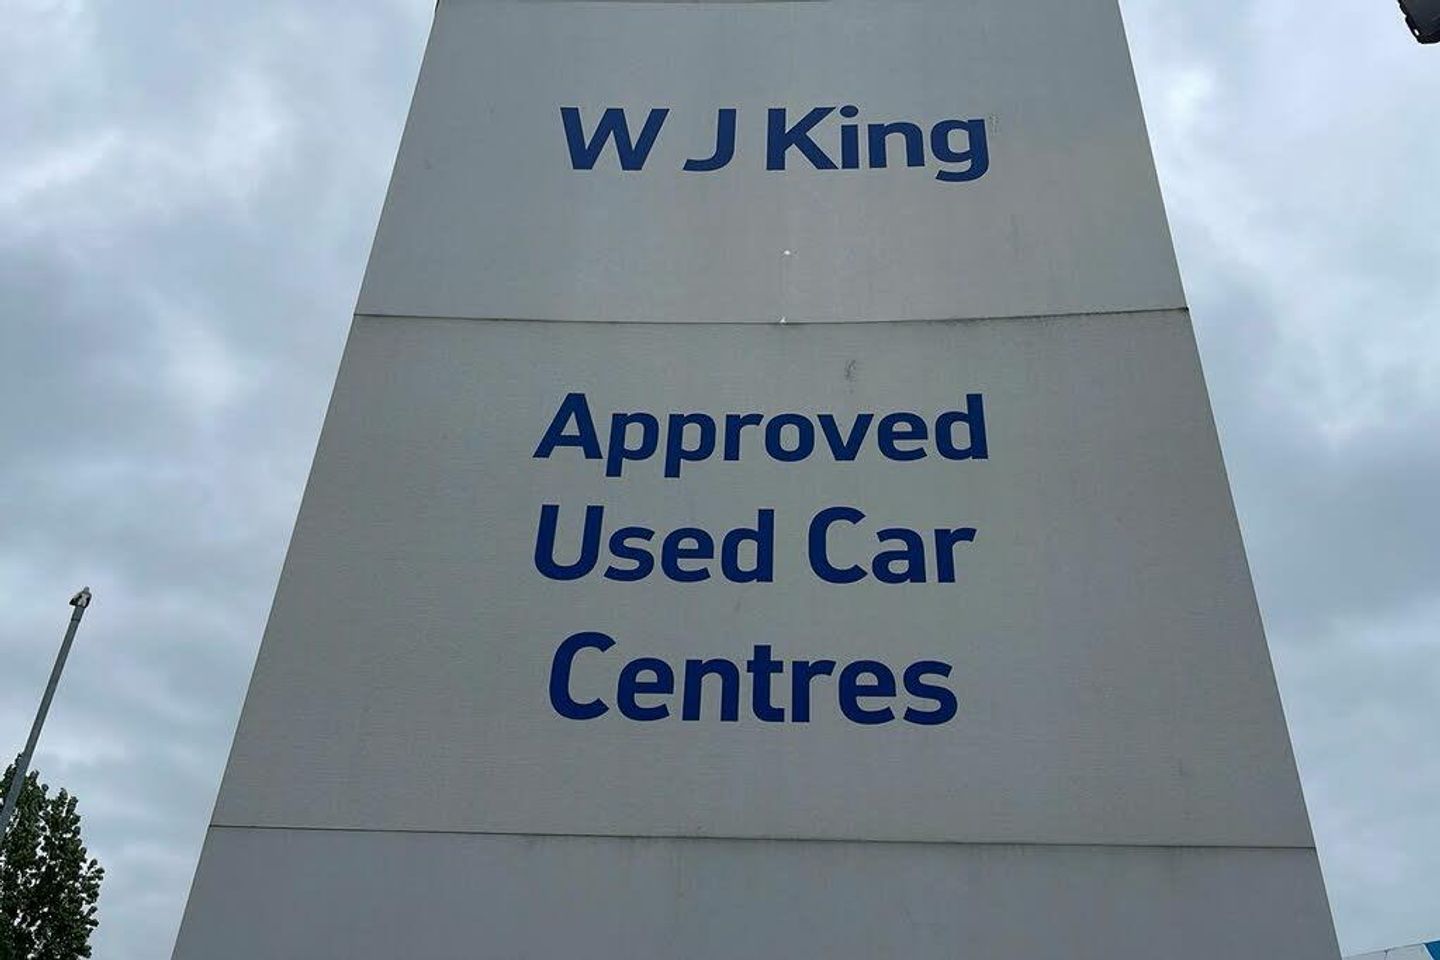 W J King
Approved
Used Car
Centres